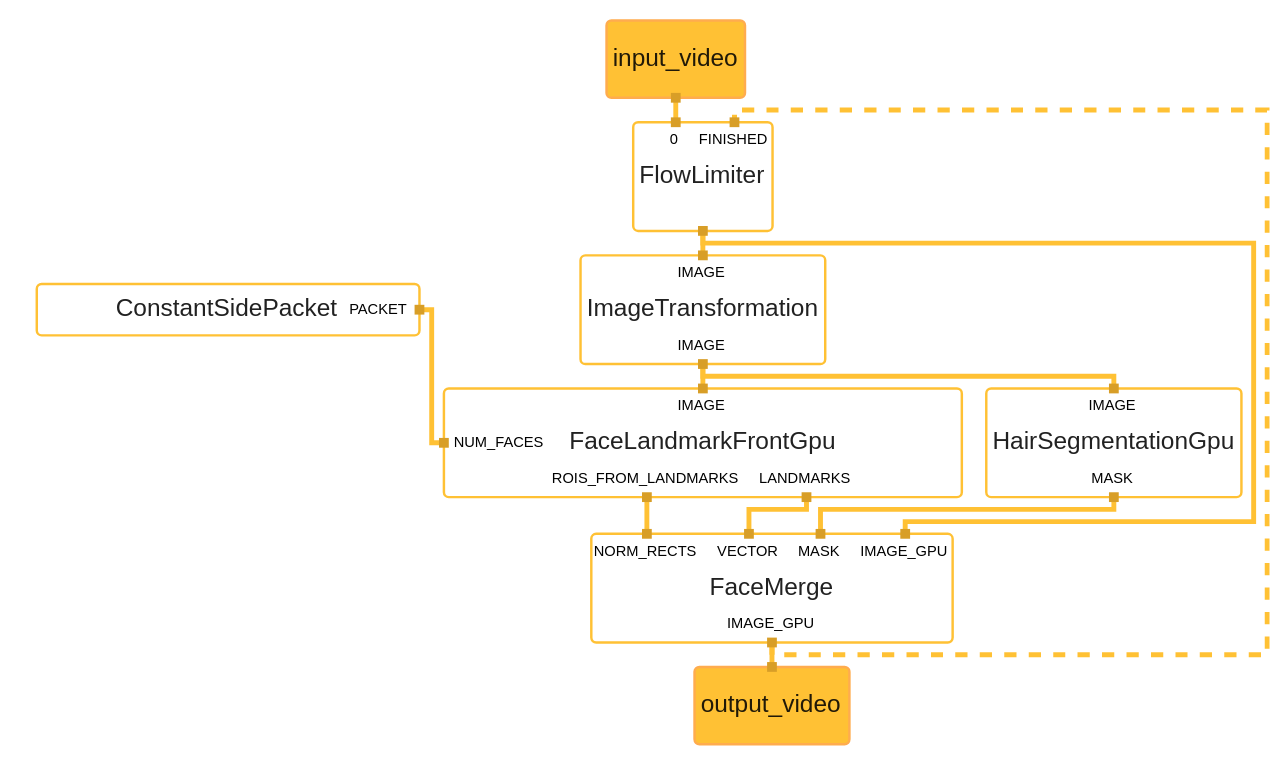 input_video
0 FINISHED
FlowLimiter
IMAGE
ConstantSidePacket PACKET
ImageTransformation
IMAGE
IMAGE
IMAGE
NUM_FACES FaceLandmarkFrontGpu
HairSegmentationGpu
ROIS_FROM_LANDMARKS LANDMARKS
MASK
NORM_RECTS VECTOR MASK IMAGE_GPU
FaceMerge
IMAGE_GPU
output_video